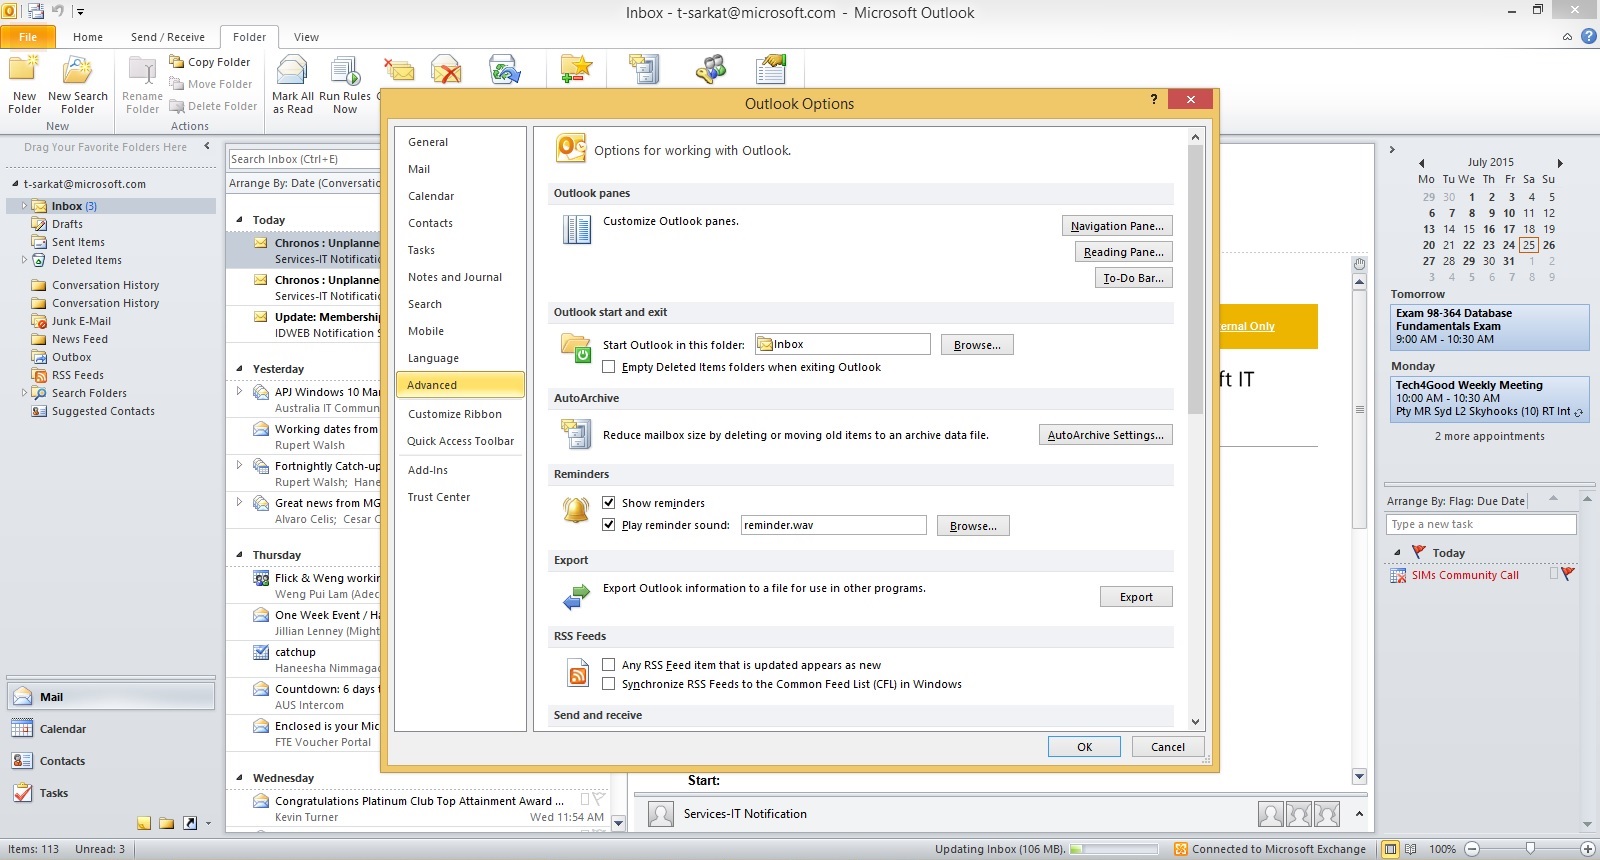 Inbox - t-sarkat@microsoft.com - Microsoft Outlook
File Home Send / Receive Folder View
New Folder
New Search Folder
New
Rename Folder
Copy Folder
Move Folder
Delete Folder
Actions
Mark All as Read
Run Rules Now
Drag Your Favorite Folders Here
t-sarkat@microsoft.com
Inbox (3)
Drafts
Sent Items
Deleted Items
Conversation History
Conversation History
Junk E-Mail
News Feed
Outbox
RSS Feeds
Search Folders
Suggested Contacts
Mail
Calendar
Contacts
Tasks
Search Inbox (Ctrl+E)
Arrange By: Date (Conversatio
Today
Chronos : Unplanne
Services-IT Notificatio
Chronos : Unplanne
Services-IT Notificatio
Update: Membership
IDWEB Notification S
Yesterday
APJ Windows 10 Mar
Australia IT Commun
Working dates from
Rupert Walsh
Fortnightly Catch-up
Rupert Walsh; Hane
Great news from MG
Alvaro Celis; Cesar C
Thursday
Flick & Weng workin
Weng Pui Lam (Adec
One Week Event / Ha
Jillian Lenney (Might
catchup
Haneesha Nimmagad
Countdown: 6 days t
AUS Intercom
Enclosed is your Mic
FTE Voucher Portal
Wednesday
Congratulations Platinum Club Top Attainment Award ...
Kevin Turner Wed 11:54 AM
Outlook Options
?
General
Mail
Calendar
Contacts
Tasks
Notes and Journal
Search
Mobile
Language
Advanced
Customize Ribbon
Quick Access Toolbar
Add-Ins
Trust Center
Options for working with Outlook.
Outlook panes
Customize Outlook panes.
Navigation Pane...
Reading Pane...
To-Do Bar...
Outlook start and exit
Start Outlook in this folder: Inbox Browse...
Empty Deleted Items folders when exiting Outlook
AutoArchive
Reduce mailbox size by deleting or moving old items to an archive data file. AutoArchive Settings...
Reminders
Show reminders
Play reminder sound: reminder.wav Browse...
Export
Export Outlook information to a file for use in other programs.
Export
RSS Feeds
Any RSS Feed item that is updated appears as new
Synchronize RSS Feeds to the Common Feed List (CFL) in Windows
Send and receive
OK Cancel
ernal Only
ft IT
Start:
Services-IT Notification
July 2015
Mo Tu We Th Fr Sa Su
29 30 1 2 3 4 5
6 7 8 9 10 11 12
13 14 15 16 17 18 19
20 21 22 23 24 25 26
27 28 29 30 31 1 2
3 4 5 6 7 8 9
Tomorrow
Exam 98-364 Database
Fundamentals Exam
9:00 AM - 10:30 AM
Monday
Tech4Good Weekly Meeting
10:00 AM - 10:30 AM
Pty MR Syd L2 Skyhooks (10) RT Int
2 more appointments
Arrange By: Flag: Due Date
Type a new task
Today
SIMs Community Call
Items: 113 Unread: 3
Updating Inbox (106 MB).
Connected to Microsoft Exchange
100%